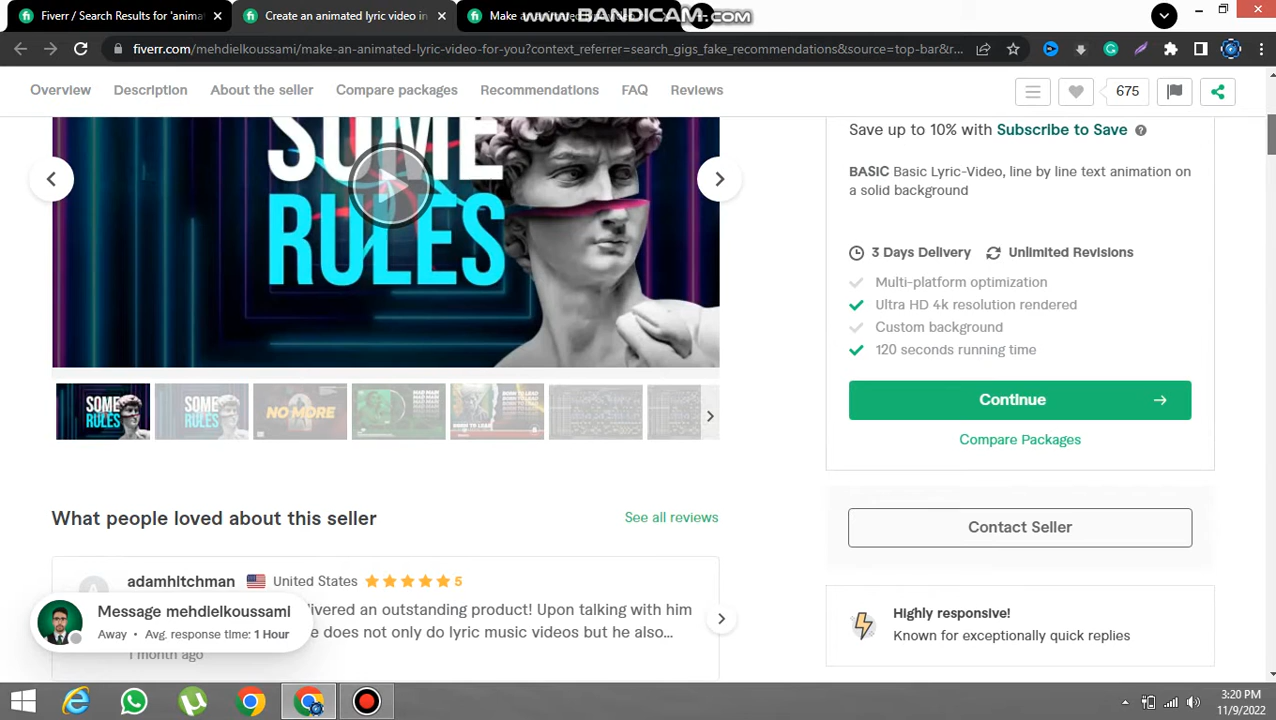 Fiverr / Search Results for 'animat
Create an animated lyric video in
Make a
www.BANDICAM.com
fiverr.com/mehdielkoussami/make-an-animated-lyric-video-for-you?context_referrer=search_gigs_fake_recommendations&source=top-bar&r...
Overview
Description
About the seller
Compare packages
Recommendations
FAQ
Reviews
675
Save up to 10% with Subscribe to Save
BASIC Basic Lyric-Video, line by line text animation on
a solid background
3 Days Delivery
Unlimited Revisions
Multi-platform optimization
Ultra HD 4k resolution rendered
Custom background
120 seconds running time
Continue
Compare Packages
Contact Seller
Highly responsive!
Known for exceptionally quick replies
SOME
RULES
SOME
RULES
SOME
RULES
NO MORE
What people loved about this seller
See all reviews
adamhitchman
United States
5
livered an outstanding product! Upon talking with him
e does not only do lyric music videos but he also...
1 month ago
Message mehdielkoussami
Away • Avg. response time: 1 Hour
3:20 PM
11/9/2022